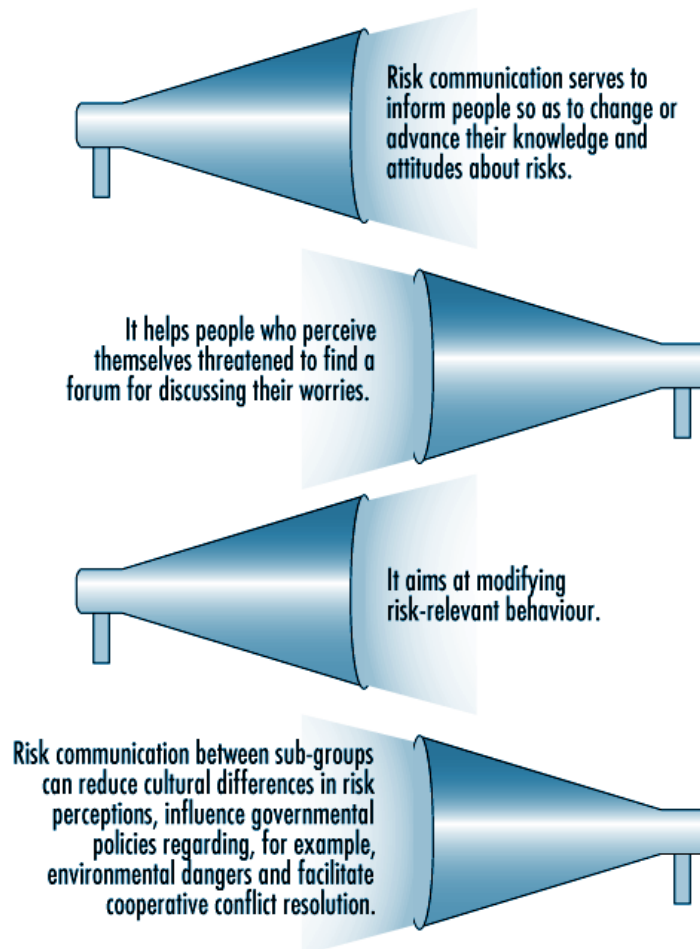 Risk communication serves to
inform people so as to change or
advance their knowledge and
attitudes about risks.
It helps people who perceive
themselves threatened to find a
forum for discussing their worries.
It aims at modifying
risk-relevant behaviour.
Risk communication between sub-groups
can reduce cultural differences in risk
perceptions, influence governmental
policies regarding, for example,
environmental dangers and facilitate
cooperative conflict resolution.